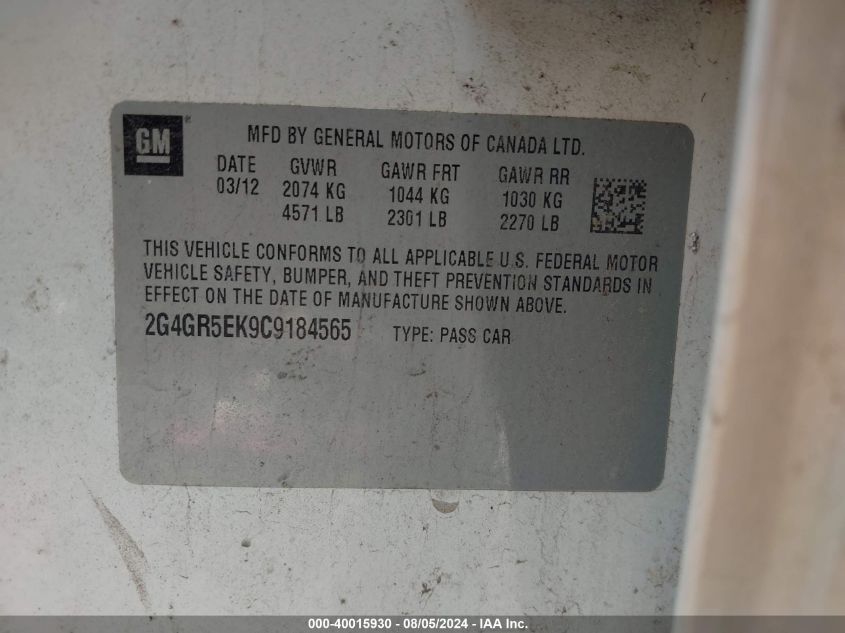 GM ®
MFD BY GENERAL MOTORS OF CANADA LTD.
DATE GVWR GAWR FRT GAWR RR
03/12 2074 KG 1044 KG 1030 KG
4571 LB 2301 LB 2270 LB
THIS VEHICLE CONFORMS TO ALL APPLICABLE U.S. FEDERAL MOTOR
VEHICLE SAFETY, BUMPER, AND THEFT PREVENTION STANDARDS IN
EFFECT ON THE DATE OF MANUFACTURE SHOWN ABOVE.
2G4GR5EK9C9184565 TYPE: PASS CAR
000-40015930 - 08/05/2024 - IAA Inc.